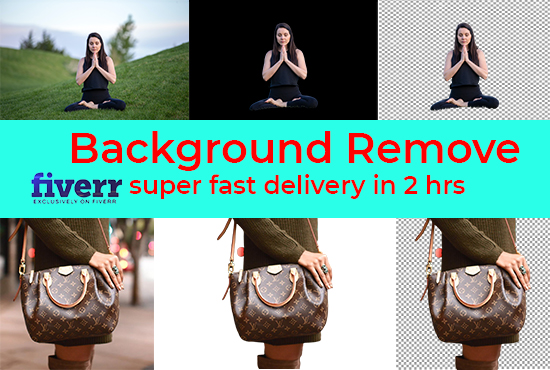 Background Remove
fiverr super fast delivery in 2 hrs
EXCLUSIVELY ON FIVERR